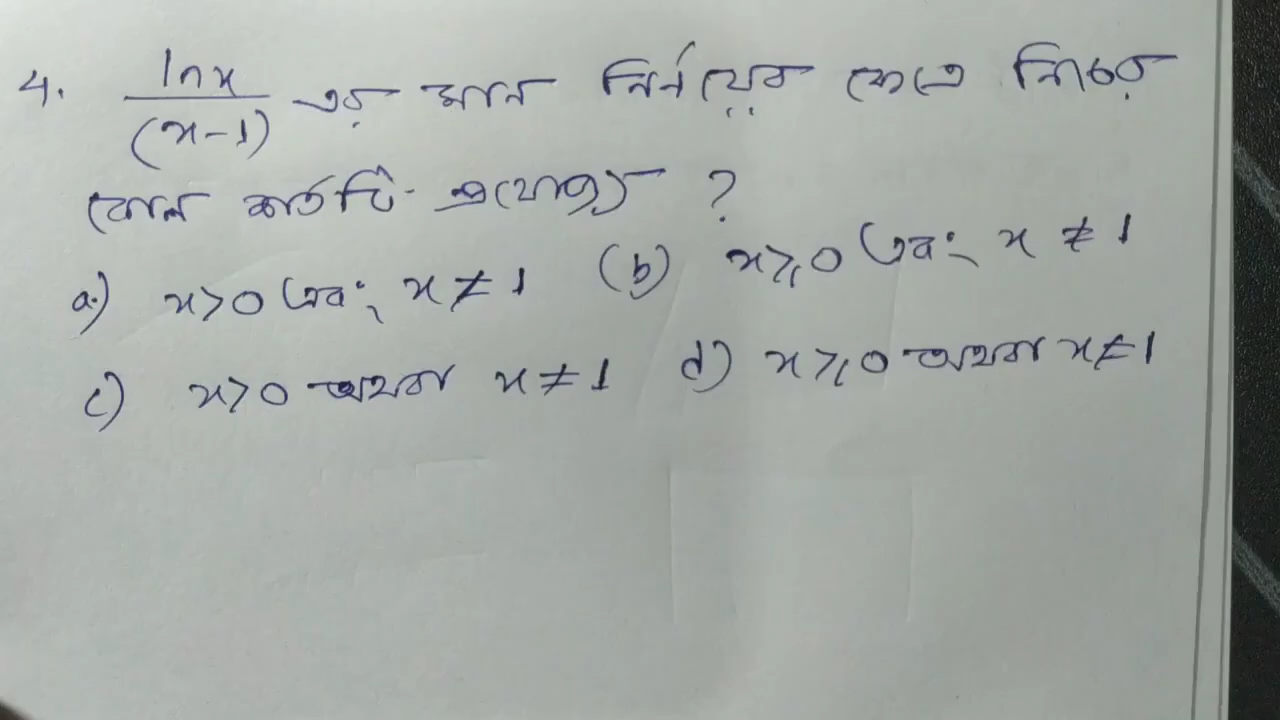 4. ln x / (x-1) এর মান নির্ণয়ের ক্ষেত্রে নিচের
কোন শর্তটি প্রযোজ্য ?
a) x>0 এবং x ≠ 1 (b) x≥0 এবং x ≠ 1
c) x>0 অথবা x ≠ 1 d) x≥0 অথবা x≠1